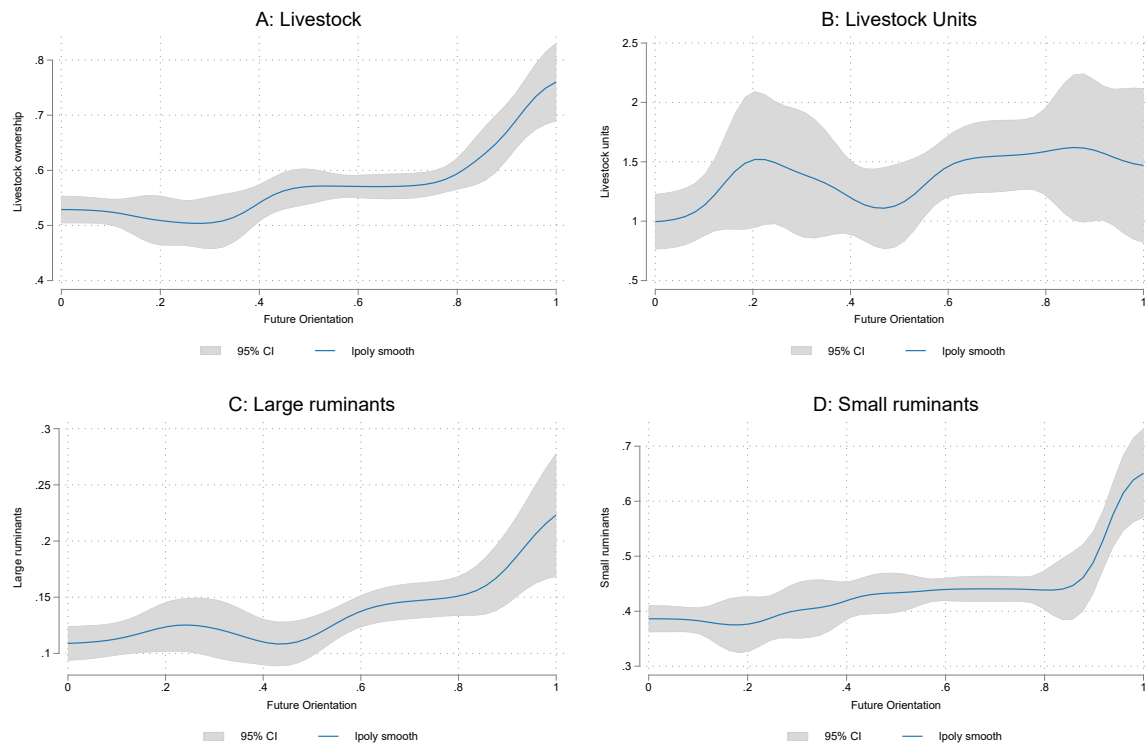 A: Livestock
Livestock ownership
.8
.7
.6
.5
.4
0 .2 .4 .6 .8 1
Future Orientation
95% CI lpoly smooth
B: Livestock Units
Livestock units
2.5
2
1.5
1
.5
0 .2 .4 .6 .8 1
Future Orientation
95% CI lpoly smooth
C: Large ruminants
Large ruminants
.3
.25
.2
.15
.1
0 .2 .4 .6 .8 1
Future Orientation
95% CI lpoly smooth
D: Small ruminants
Small ruminants
.7
.6
.5
.4
.3
0 .2 .4 .6 .8 1
Future Orientation
95% CI lpoly smooth